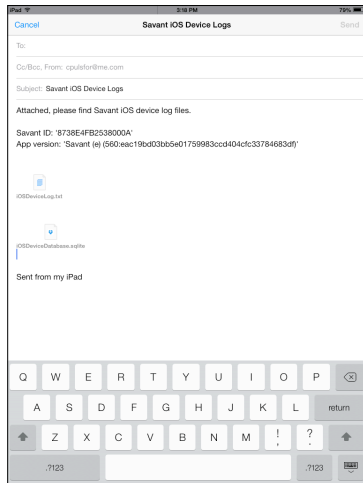 iPad 3:18 PM 79%
Cancel Savant iOS Device Logs Send
To:
Cc/Bcc, From: cpulsfor@me.com
Subject: Savant iOS Device Logs
Attached, please find Savant iOS device log files.
Savant ID: '8738E4FB2538000A'
App version: 'Savant (e) (560:eac19bd03bb5e01759983ccd404cfc33784683df)'
iOSDeviceLog.txt
iOSDeviceDatabase.sqlite
Sent from my iPad
Q W E R T Y U I O P
A S D F G H J K L return
Z X C V B N M ! , ? .
.?123 .?123